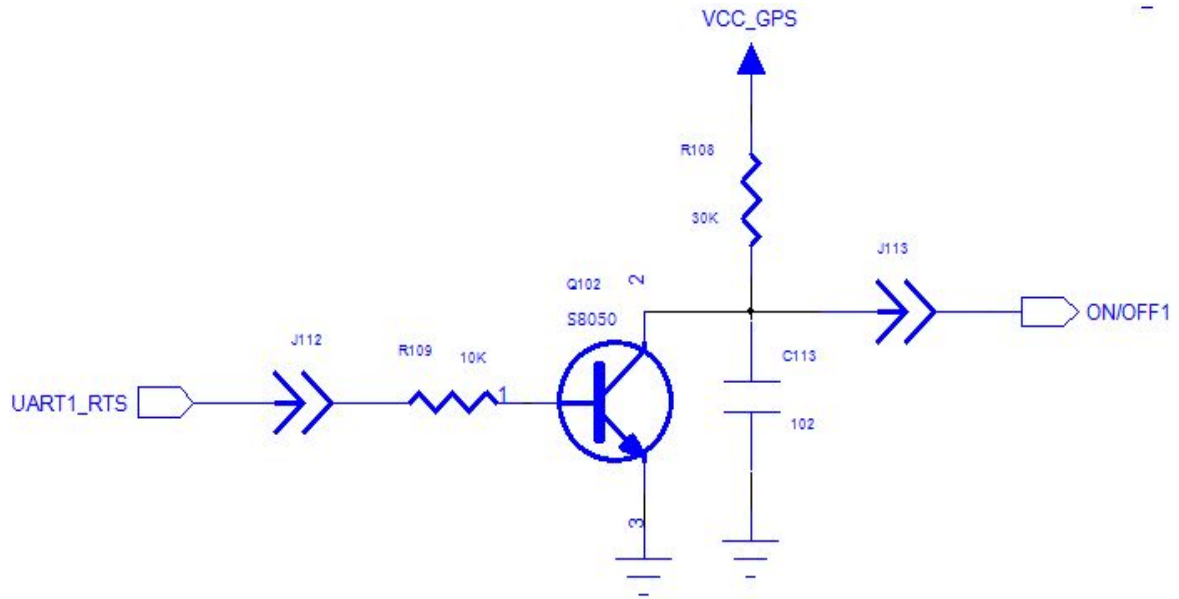 VCC_GPS
R108
30K
J113
Q102
2
S8050
ON/OFF1
J112
R109
10K
C113
1
UART1_RTS
102
3